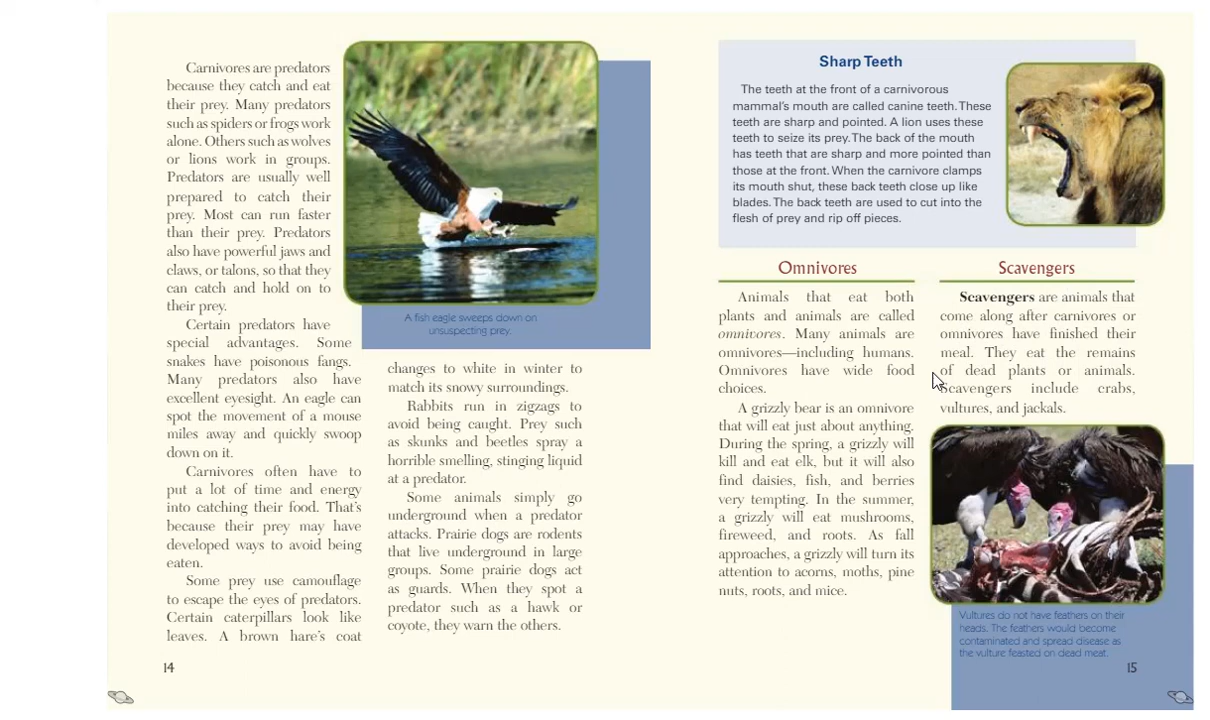 Carnivores are predators
because they catch and eat
their prey. Many predators
such as spiders or frogs work
alone. Others such as wolves
or lions work in groups.
Predators are usually well
prepared to catch their
prey. Most can run faster
than their prey. Predators
also have powerful jaws and
claws, or talons, so that they
can catch and hold on to
their prey.
Certain predators have
special advantages. Some
snakes have poisonous fangs.
Many predators also have
excellent eyesight. An eagle can
spot the movement of a mouse
miles away and quickly swoop
down on it.
Carnivores often have to
put a lot of time and energy
into catching their food. That's
because their prey may have
developed ways to avoid being
eaten.
Some prey use camouflage
to escape the eyes of predators.
Certain caterpillars look like
leaves. A brown hare's coat
A fish eagle sweeps down on
unsuspecting prey.
changes to white in winter to
match its snowy surroundings.
Rabbits run in zigzags to
avoid being caught. Prey such
as skunks and beetles spray a
horrible smelling, stinging liquid
at a predator.
Some animals simply go
underground when a predator
attacks. Prairie dogs are rodents
that live underground in large
groups. Some prairie dogs act
as guards. When they spot a
predator such as a hawk or
coyote, they warn the others.
14
Sharp Teeth
The teeth at the front of a carnivorous
mammal's mouth are called canine teeth. These
teeth are sharp and pointed. A lion uses these
teeth to seize its prey. The back of the mouth
has teeth that are sharp and more pointed than
those at the front. When the carnivore clamps
its mouth shut, these back teeth close up like
blades. The back teeth are used to cut into the
flesh of prey and rip off pieces.
Omnivores
Animals that eat both
plants and animals are called
omnivores. Many animals are
omnivores—including humans.
Omnivores have wide food
choices.
A grizzly bear is an omnivore
that will eat just about anything.
During the spring, a grizzly will
kill and eat elk, but it will also
find daisies, fish, and berries
very tempting. In the summer,
a grizzly will eat mushrooms,
fireweed, and roots. As fall
approaches, a grizzly will turn its
attention to acorns, moths, pine
nuts, roots, and mice.
Scavengers
Scavengers are animals that
come along after carnivores or
omnivores have finished their
meal. They eat the remains
of dead plants or animals.
Scavengers include crabs,
vultures, and jackals.
Vultures do not have feathers on their
heads. The feathers would become
contaminated and spread disease as
the vulture feasted on dead meat.
15